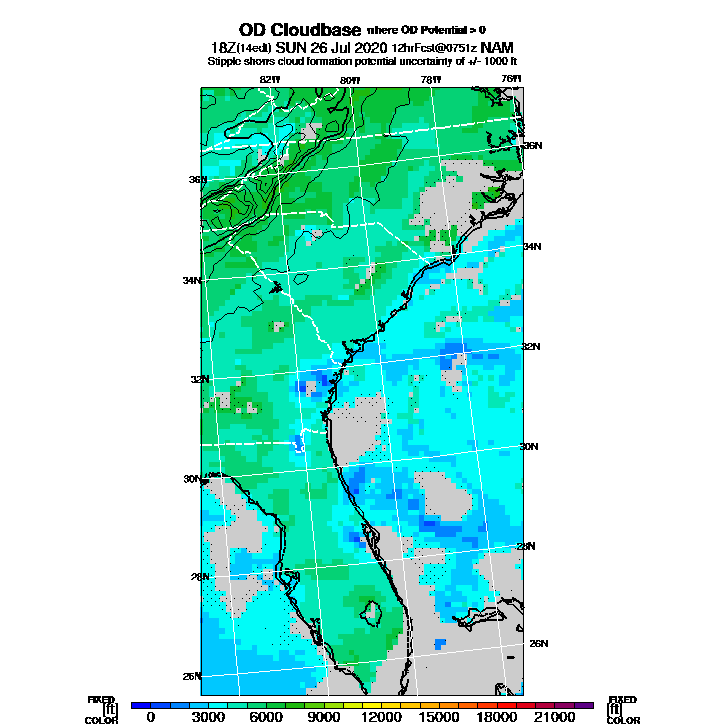 OD Cloudbase where OD Potential > 0
18Z(14edt) SUN 26 Jul 2020 12hrFcst@0751z NAM
Stipple shows cloud formation potential uncertainty of +/- 1000 ft
82W 80W 78W 76W
36N
36N
34N
34N
32N
32N
30N
30N
28N
28N
26N
26N
FIXED FIXED
[ft] [ft]
COLOR COLOR
0 3000 6000 9000 12000 15000 18000 21000